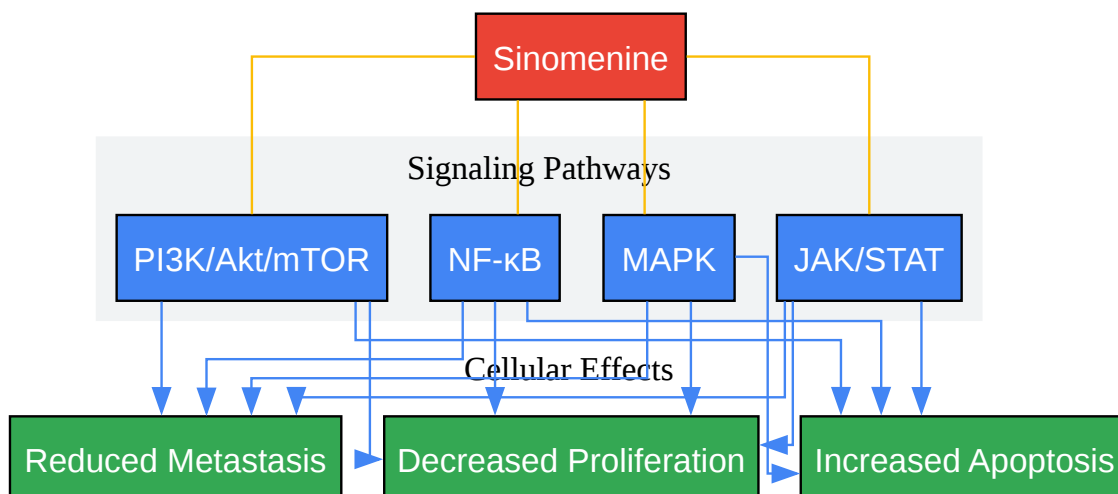 Sinomenine
Signaling Pathways
PI3K/Akt/mTOR
NF-κB
MAPK
JAK/STAT
Cellular Effects
Reduced Metastasis
Decreased Proliferation
Increased Apoptosis